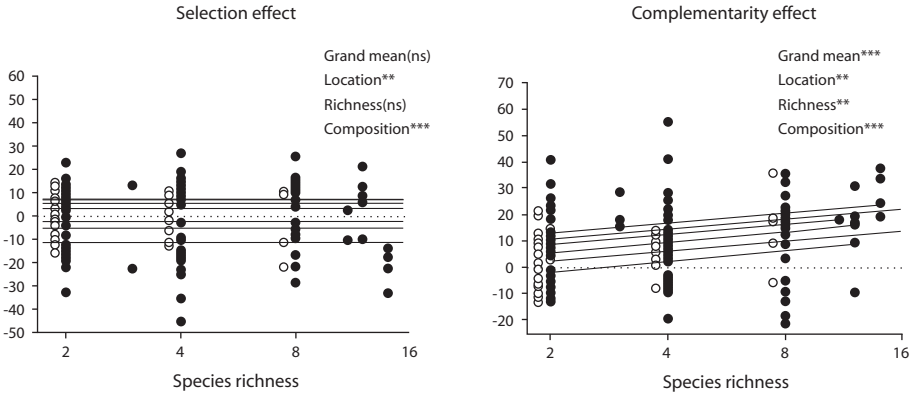 Selection effect
Grand mean(ns)
Location**
Richness(ns)
Composition***
60
50
40
30
20
10
0
-10
-20
-30
-40
-50
2
4
8
16
Species richness
Complementarity effect
Grand mean***
Location**
Richness**
Composition***
70
60
50
40
30
20
10
0
-10
-20
2
4
8
16
Species richness